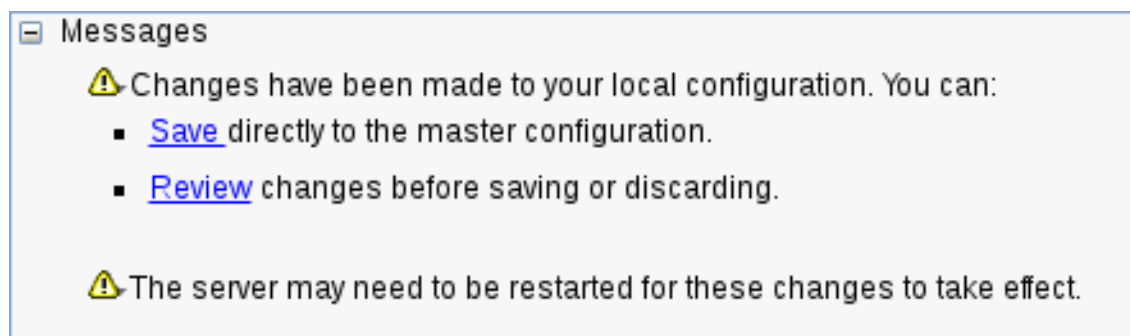 Messages
Changes have been made to your local configuration. You can:
Save directly to the master configuration.
Review changes before saving or discarding.
The server may need to be restarted for these changes to take effect.